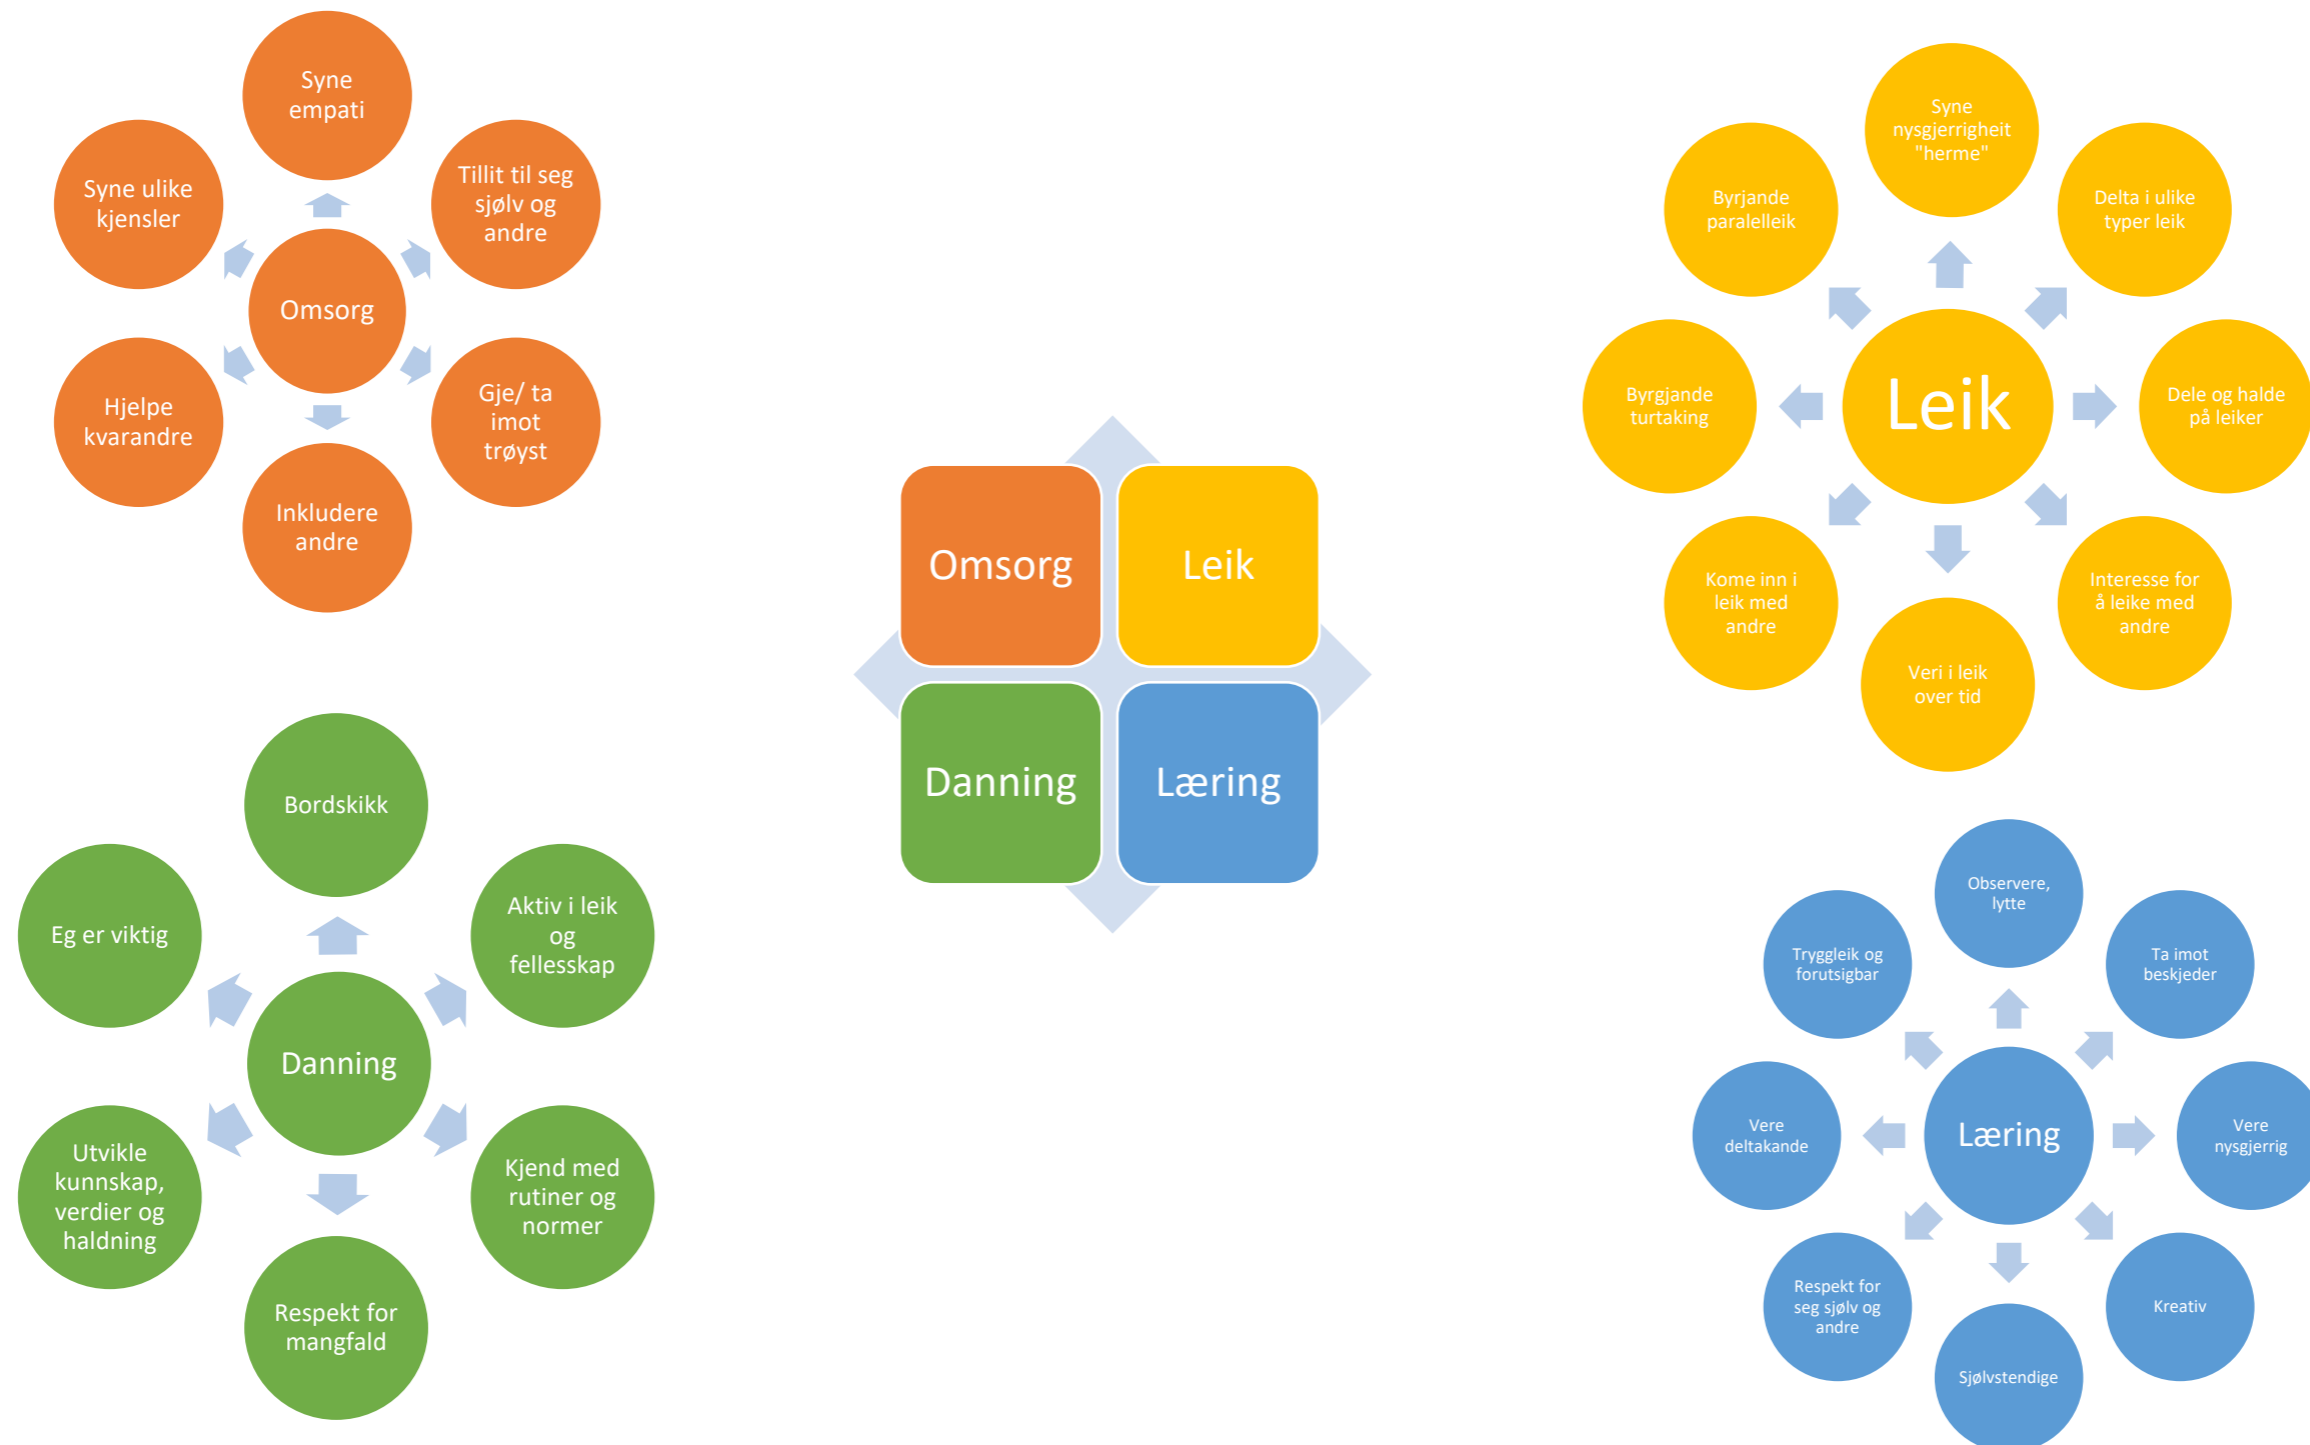 Syne
empati
Tillit til seg
sjølv og
andre
Gje/ ta
imot
trøyst
Inkludere
andre
Hjelpe
kvarandre
Syne ulike
kjensler
Omsorg
Syne
nysgjerrigheit
"herme"
Delta i ulike
typer leik
Dele og halde
på leiker
Interesse for
å leike med
andre
Veri i leik
over tid
Kome inn i
leik med
andre
Byrgjande
turtaking
Byrjande
paralelleik
Leik
Omsorg
Leik
Danning
Læring
Bordskikk
Aktiv i leik
og
fellesskap
Kjend med
rutiner og
normer
Respekt for
mangfald
Utvikle
kunnskap,
verdier og
haldning
Eg er viktig
Danning
Observere,
lytte
Ta imot
beskjeder
Vere
nysgjerrig
Kreativ
Sjølvstendige
Respekt for
seg sjølv og
andre
Vere
deltakande
Tryggleik og
forutsigbar
Læring